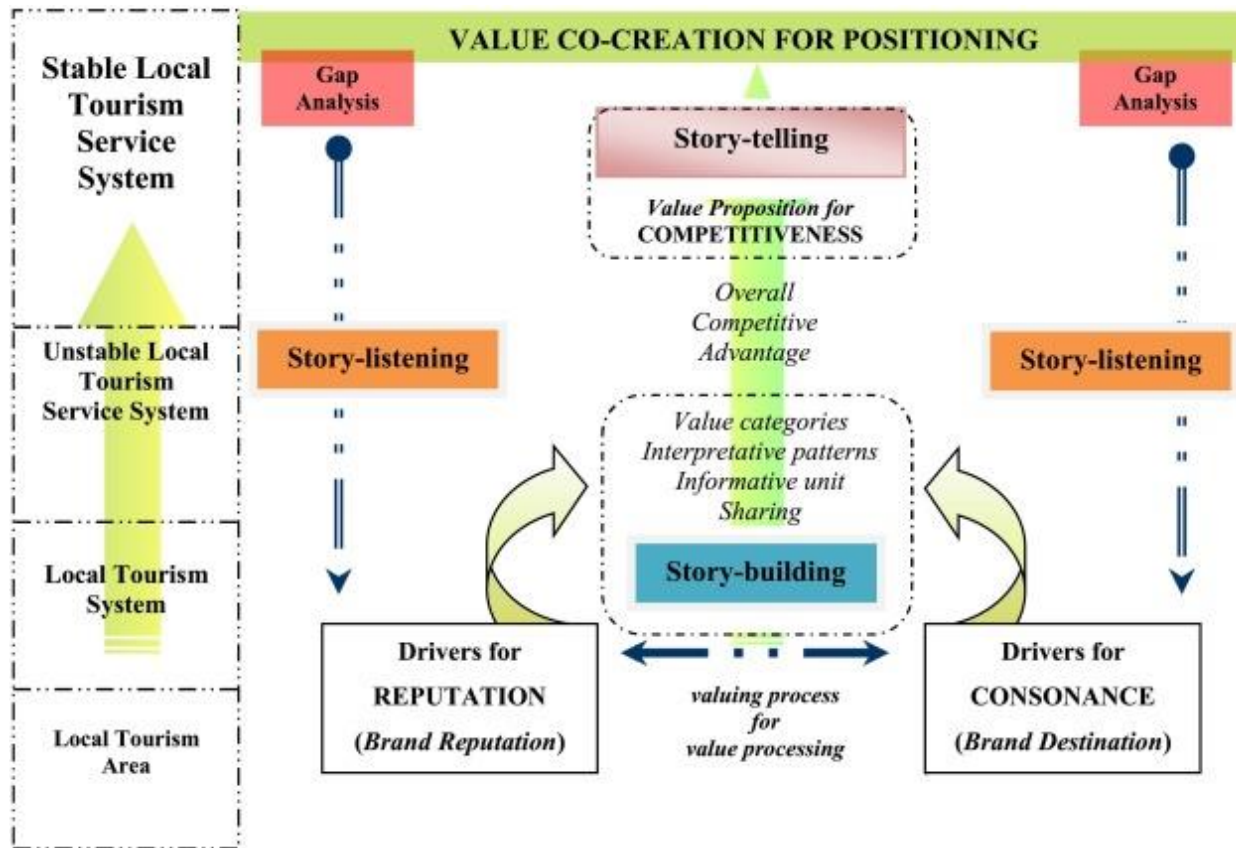 VALUE CO-CREATION FOR POSITIONING
Stable Local
Tourism
Service
System
Unstable Local
Tourism
Service System
Local Tourism
System
Local Tourism
Area
Gap
Analysis
Story-listening
Story-telling
Value Proposition for
COMPETITIVENESS
Overall
Competitive
Advantage
Value categories
Interpretative patterns
Informative unit
Sharing
Story-building
Gap
Analysis
Story-listening
Drivers for
REPUTATION
(Brand Reputation)
valuing process
for
value processing
Drivers for
CONSONANCE
(Brand Destination)